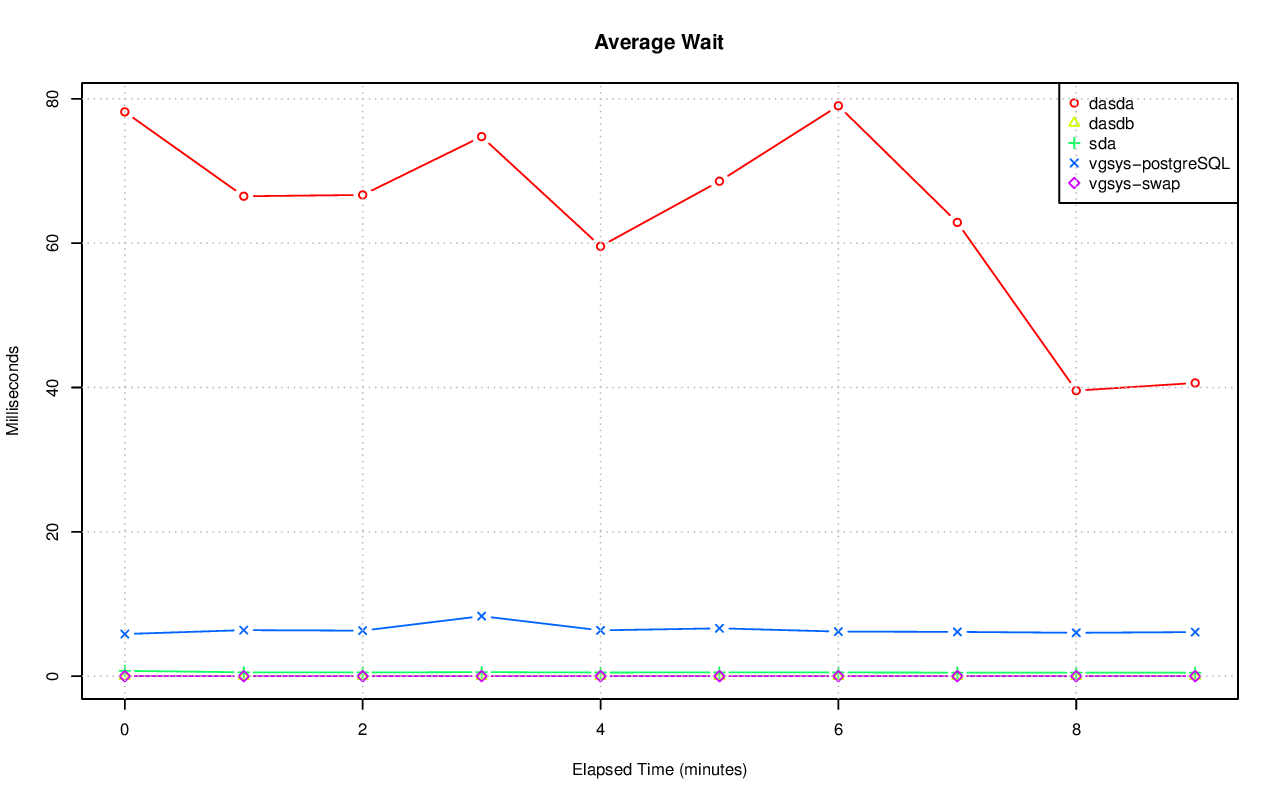 Average Wait
dasda
dasdb
sda
vgsys−postgreSQL
vgsys−swap
80
60
40
20
0
Milliseconds
0 2 4 6 8
Elapsed Time (minutes)